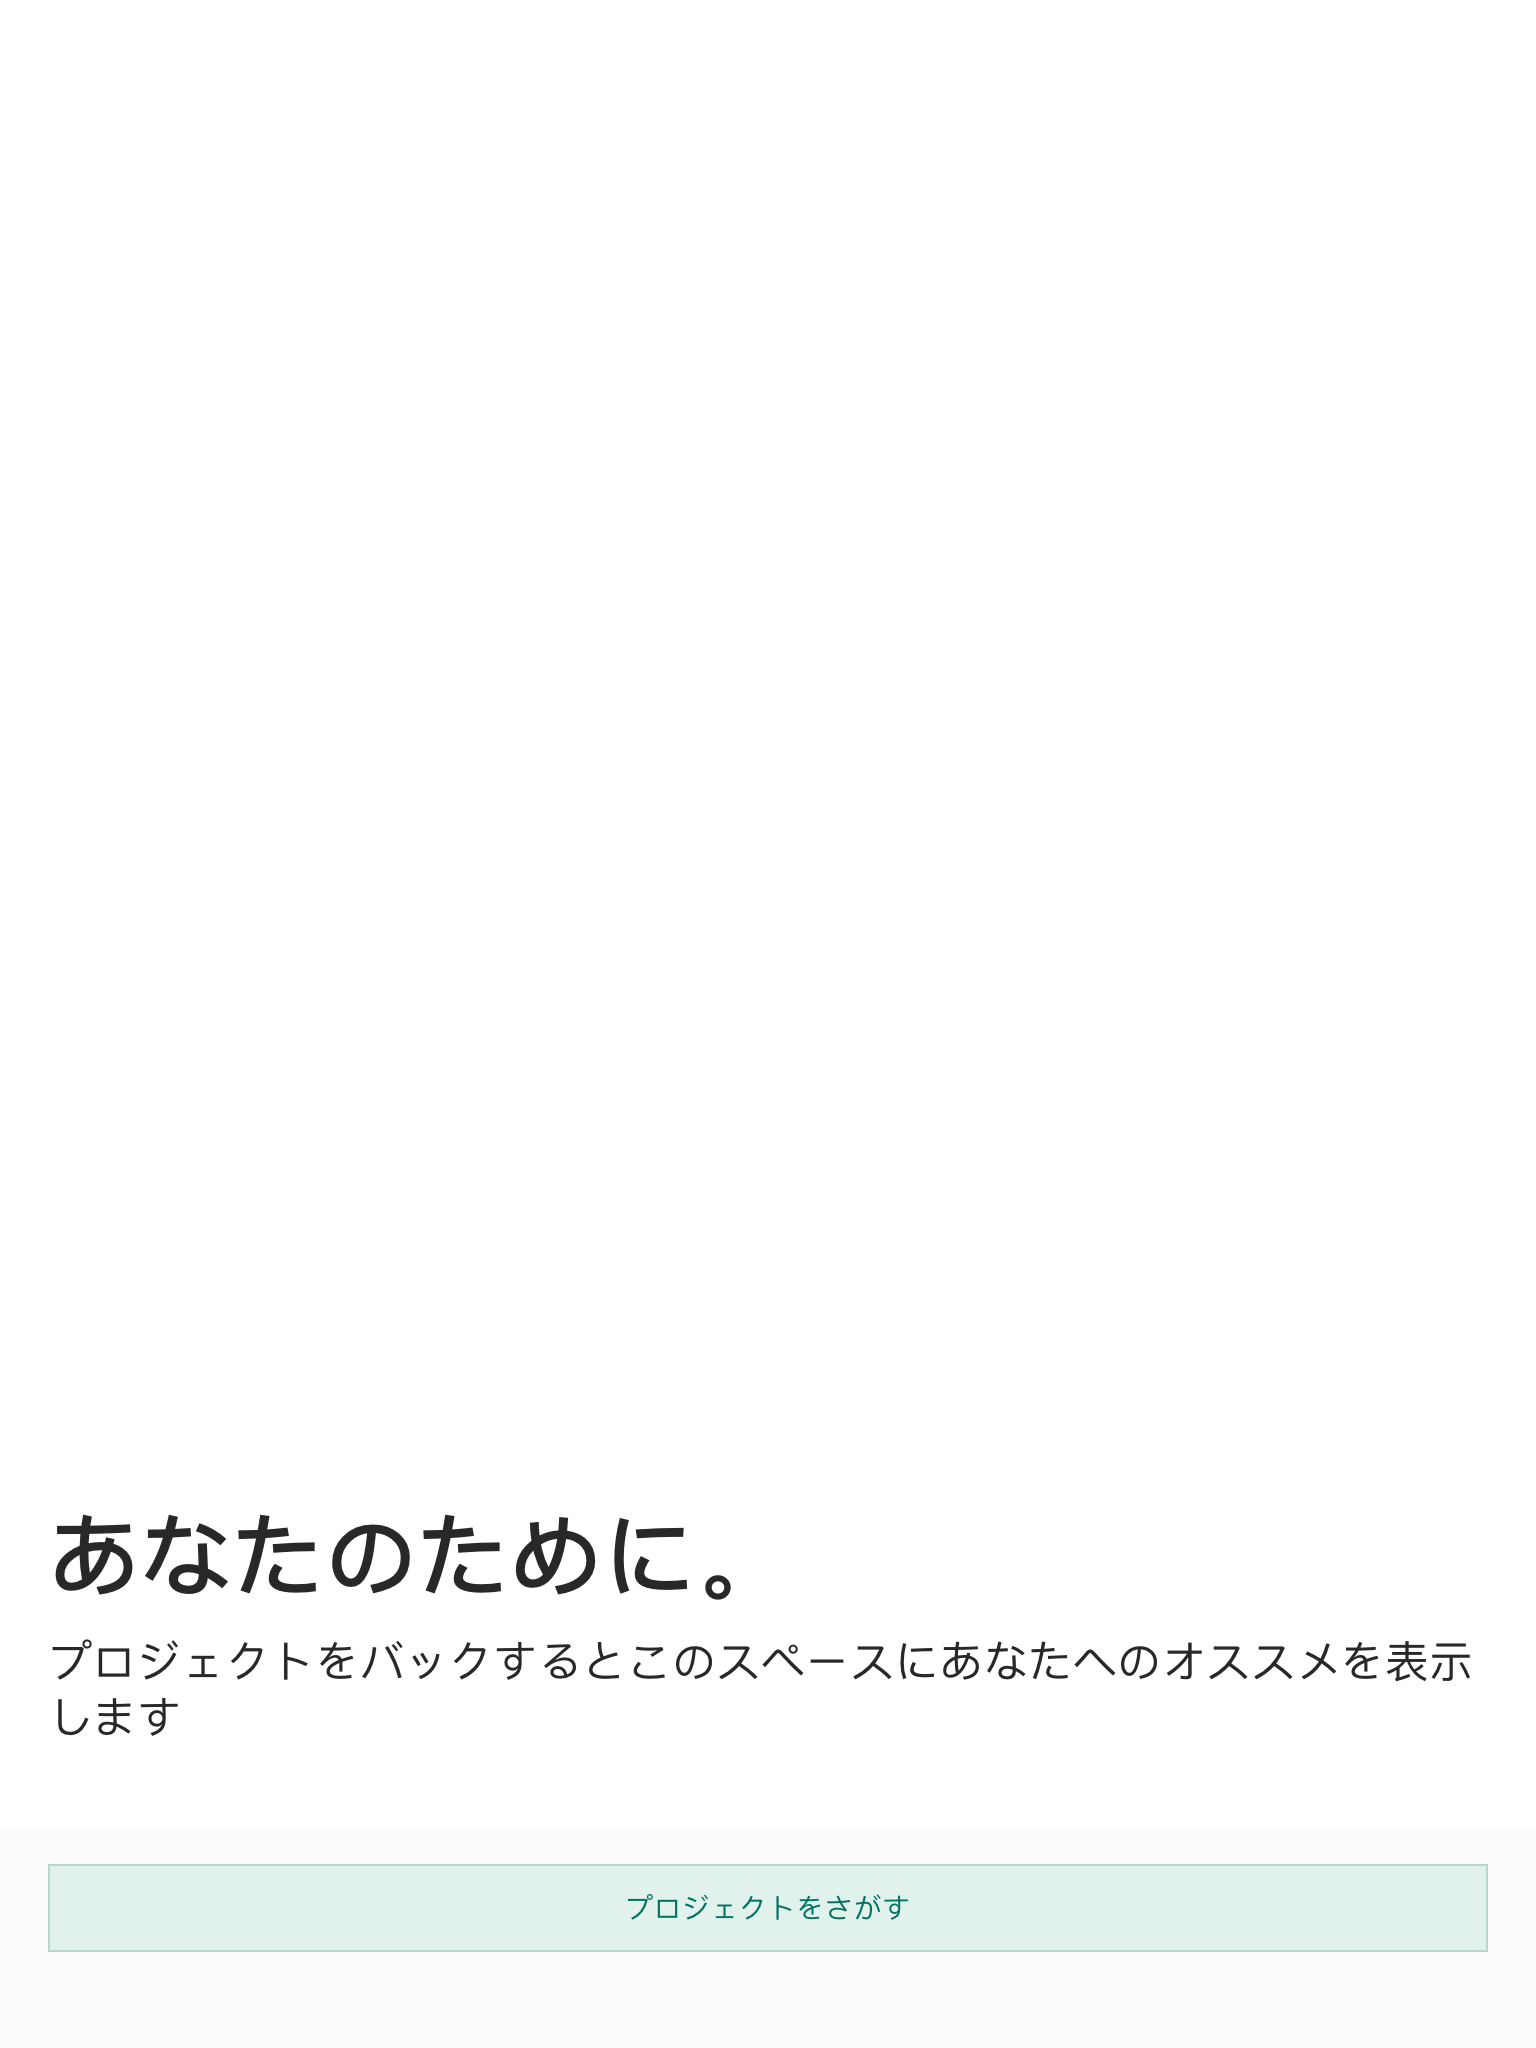 あなたのために。
プロジェクトをバックするとこのスペースにあなたへのオススメを表示
します
プロジェクトをさがす